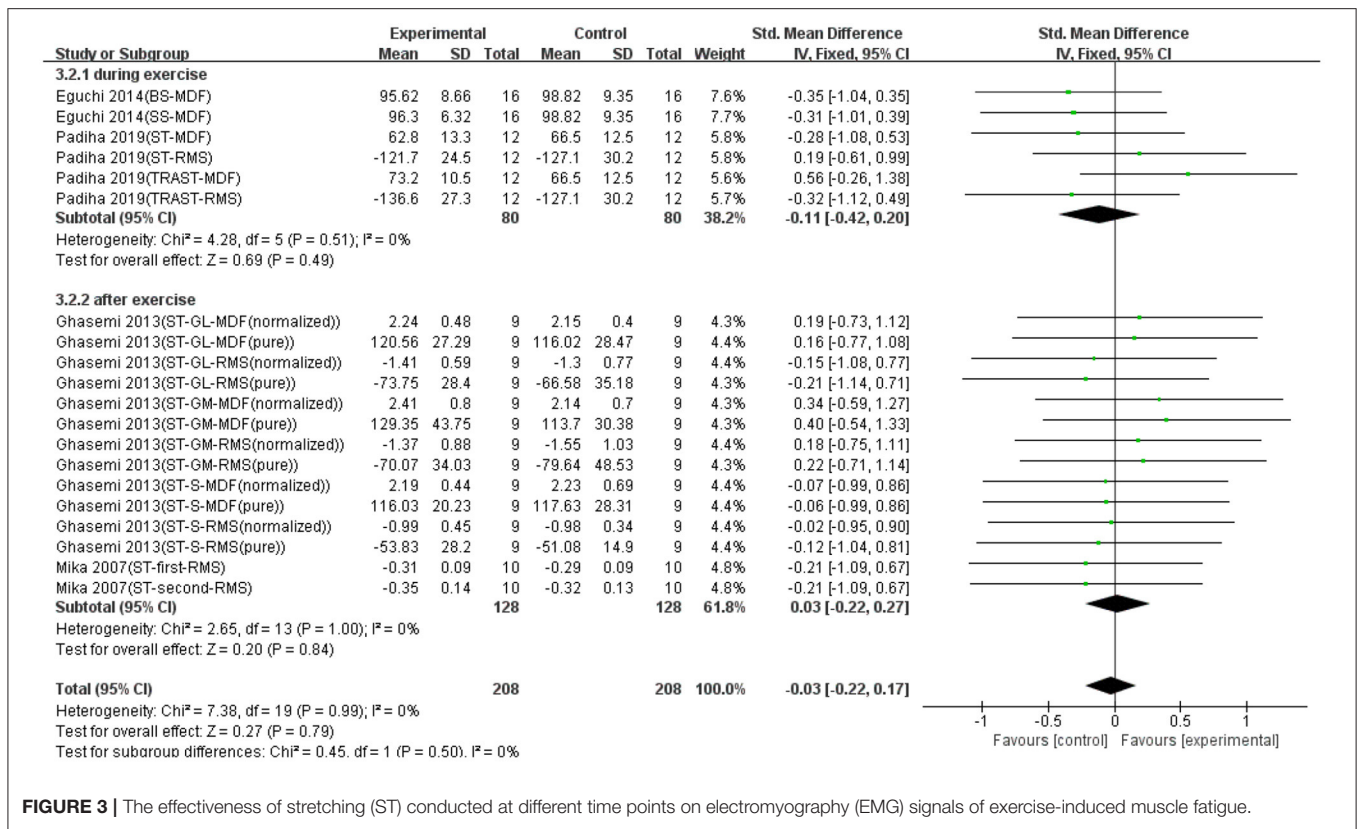 Experimental Control Std. Mean Difference Std. Mean Difference
Study or Subgroup Mean SD Total Mean SD Total Weight IV, Fixed, 95% CI IV, Fixed, 95% CI
3.2.1 during exercise
Eguchi 2014(BS-MDF) 95.62 8.66 16 98.82 9.35 16 7.6% -0.35 [-1.04, 0.35]
Eguchi 2014(SS-MDF) 96.3 6.32 16 98.82 9.35 16 7.7% -0.31 [-1.01, 0.39]
Padiha 2019(ST-MDF) 62.8 13.3 12 66.5 12.5 12 5.8% -0.28 [-1.08, 0.53]
Padiha 2019(ST-RMS) -121.7 24.5 12 -127.1 30.2 12 5.8% 0.19 [-0.61, 0.99]
Padiha 2019(TRAST-MDF) 73.2 10.5 12 66.5 12.5 12 5.6% 0.56 [-0.26, 1.38]
Padiha 2019(TRAST-RMS) -136.6 27.3 12 -127.1 30.2 12 5.8% -0.32 [-1.12, 0.49]
Subtotal (95% CI) 80 80 38.2% -0.11 [-0.42, 0.20]
Heterogeneity: Chi² = 4.28, df = 5 (P = 0.51); I² = 0%
Test for overall effect: Z = 0.69 (P = 0.49)
3.2.2 after exercise
Ghasemi 2013(ST-GL-MDF(normalized)) 2.24 0.48 9 2.15 0.4 9 4.3% 0.19 [-0.73, 1.12]
Ghasemi 2013(ST-GL-MDF(pure)) 120.56 27.29 9 116.02 28.47 9 4.4% 0.16 [-0.77, 1.08]
Ghasemi 2013(ST-GL-RMS(normalized)) -1.41 0.59 9 -1.3 0.77 9 4.4% -0.15 [-1.08, 0.77]
Ghasemi 2013(ST-GL-RMS(pure)) -73.75 28.4 9 -66.58 35.18 9 4.3% -0.21 [-1.14, 0.71]
Ghasemi 2013(ST-GM-MDF(normalized)) 2.41 0.8 9 2.14 0.7 9 4.3% 0.34 [-0.59, 1.27]
Ghasemi 2013(ST-GM-MDF(pure)) 129.35 43.75 9 113.7 30.38 9 4.3% 0.40 [-0.54, 1.33]
Ghasemi 2013(ST-GM-RMS(normalized)) -1.37 0.88 9 -1.55 1.03 9 4.3% 0.18 [-0.75, 1.11]
Ghasemi 2013(ST-GM-RMS(pure)) -70.07 34.03 9 -79.64 48.53 9 4.3% 0.22 [-0.71, 1.14]
Ghasemi 2013(ST-S-MDF(normalized)) 2.19 0.44 9 2.23 0.69 9 4.4% -0.07 [-0.99, 0.86]
Ghasemi 2013(ST-S-MDF(pure)) 116.03 20.23 9 117.63 28.31 9 4.4% -0.06 [-0.99, 0.86]
Ghasemi 2013(ST-S-RMS(normalized)) -0.99 0.45 9 -0.98 0.34 9 4.4% -0.02 [-0.95, 0.90]
Ghasemi 2013(ST-S-RMS(pure)) -53.83 28.2 9 -51.08 14.9 9 4.4% -0.12 [-1.04, 0.81]
Mika 2007(ST-first-RMS) -0.31 0.09 10 -0.29 0.09 10 4.8% -0.21 [-1.09, 0.67]
Mika 2007(ST-second-RMS) -0.35 0.14 10 -0.32 0.13 10 4.8% -0.21 [-1.09, 0.67]
Subtotal (95% CI) 128 128 61.8% 0.03 [-0.22, 0.27]
Heterogeneity: Chi² = 2.65, df = 13 (P = 1.00); I² = 0%
Test for overall effect: Z = 0.20 (P = 0.84)
Total (95% CI) 208 208 100.0% -0.03 [-0.22, 0.17]
Heterogeneity: Chi² = 7.38, df = 19 (P = 0.99); I² = 0%
Test for overall effect: Z = 0.27 (P = 0.79)
Test for subgroup differences: Chi² = 0.45, df = 1 (P = 0.50), I² = 0%
-1 -0.5 0 0.5 1
Favours [control] Favours [experimental]
FIGURE 3 | The effectiveness of stretching (ST) conducted at different time points on electromyography (EMG) signals of exercise-induced muscle fatigue.